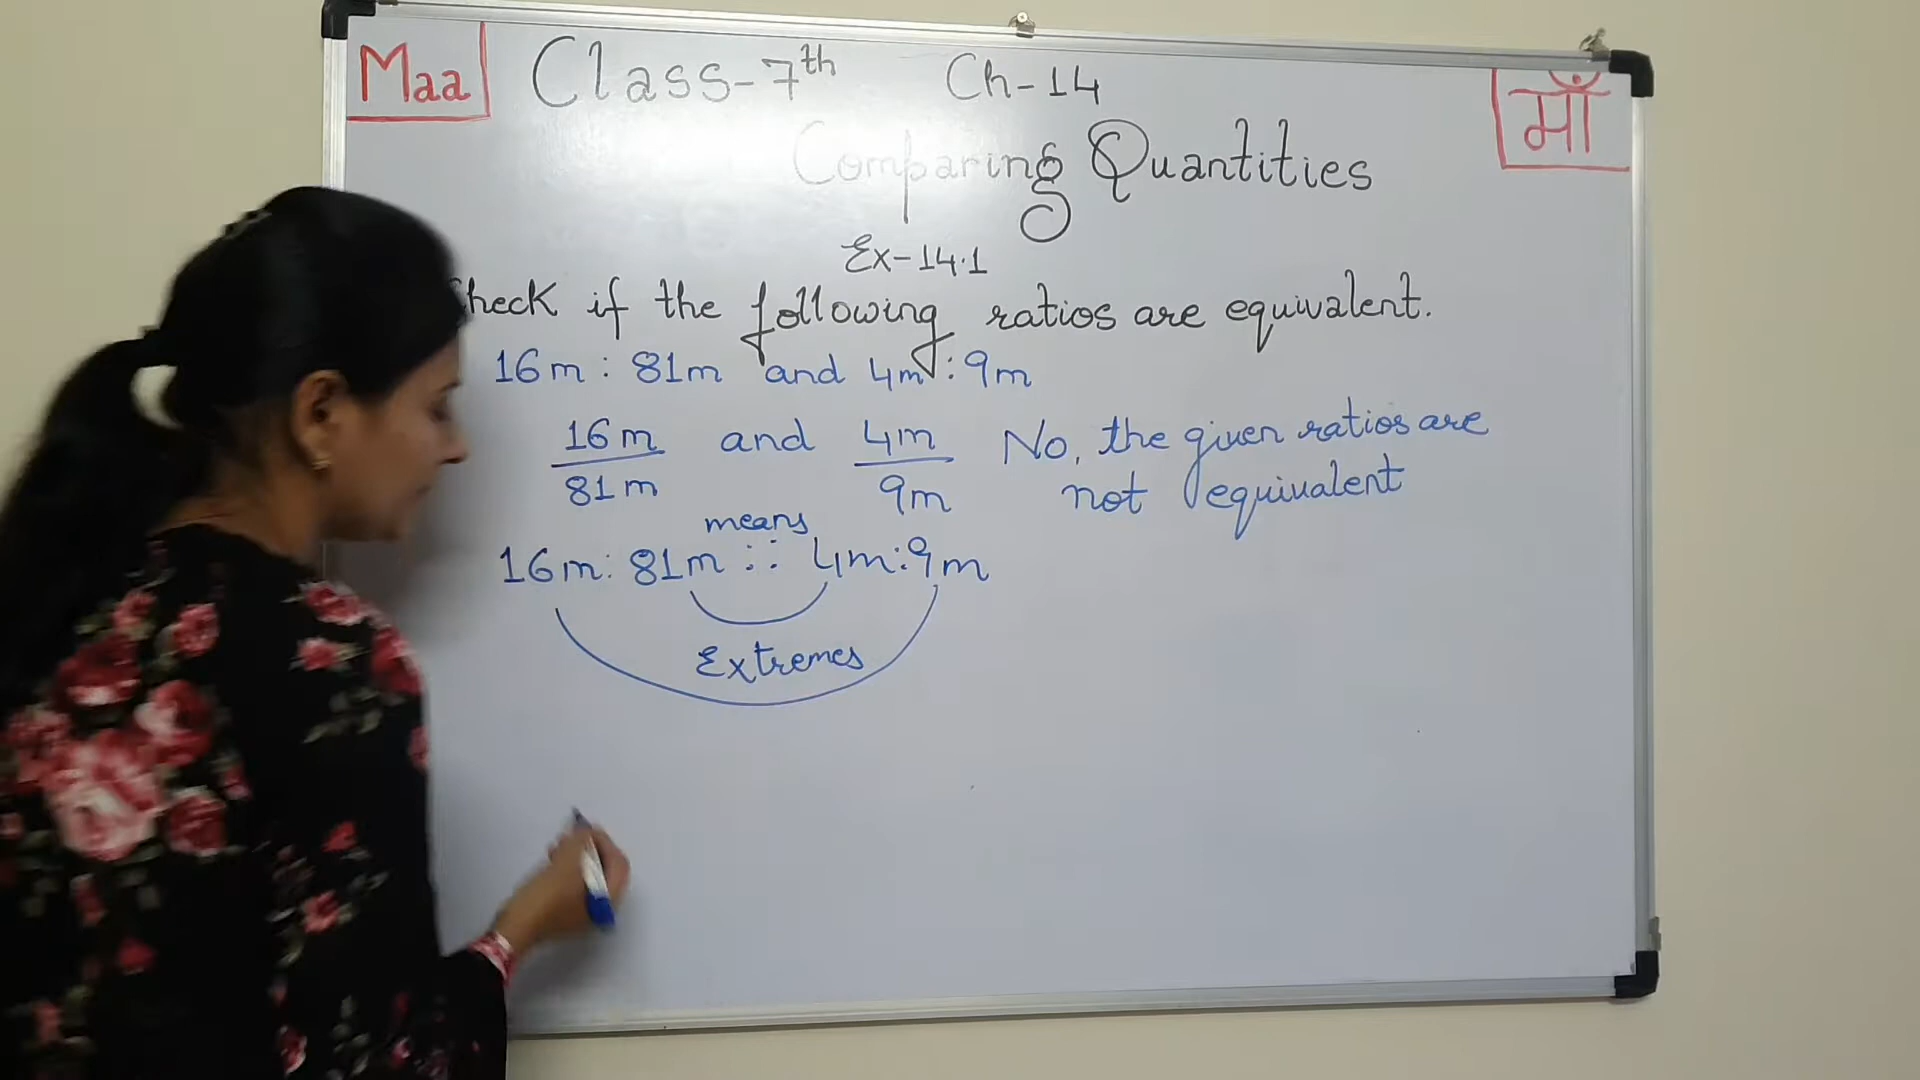 Maa Class-7th Ch-14 माँ
Comparing Quantities
Ex-14.1
Check if the following ratios are equivalent.
16m : 81m and 4m : 9m
16m/81m and 4m/9m No, the given ratios are
not equivalent
means
16m : 81m :: 4m : 9m
Extremes